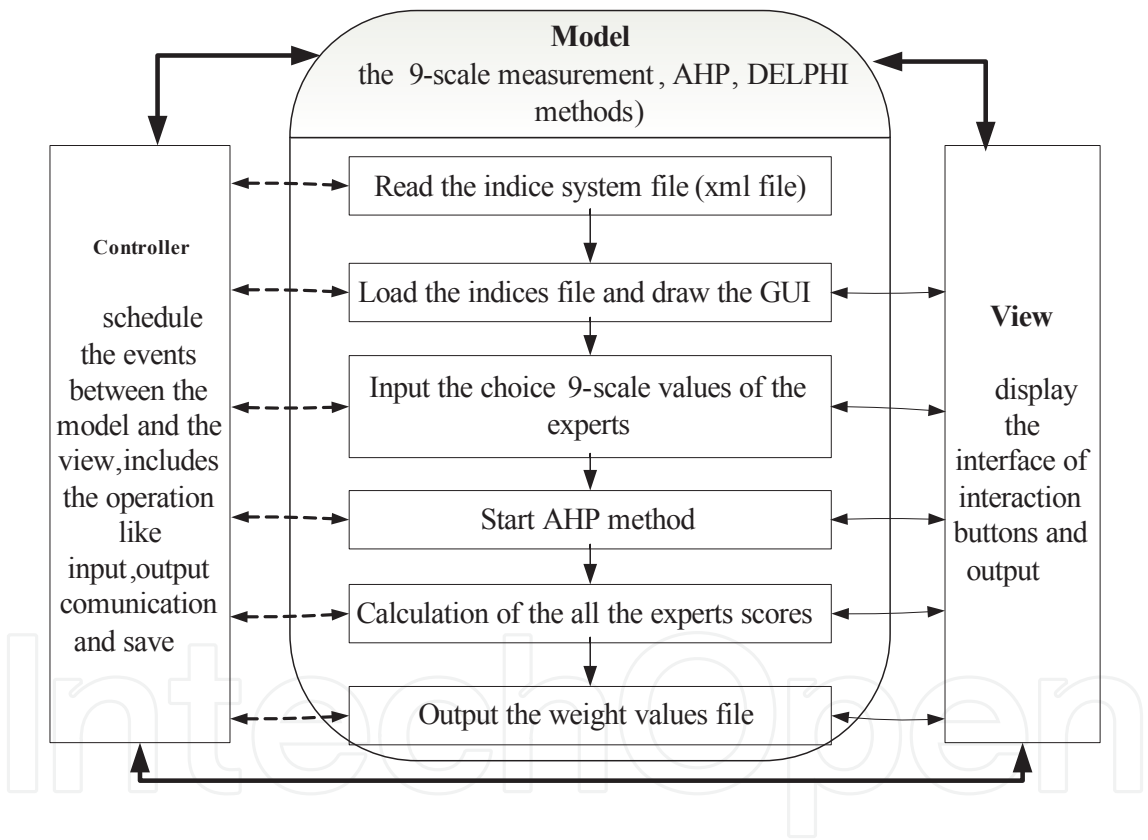 Model
the 9-scale measurement, AHP, DELPHI
methods)
Read the indice system file (xml file)
Load the indices file and draw the GUI
Input the choice 9-scale values of the
experts
Start AHP method
Calculation of the all the experts scores
Output the weight values file
Controller
schedule
the events
between the
model and the
view,includes
the operation
like
input,output
comunication
and save
View
display
the
interface of
interaction
buttons and
output
IntechOpen